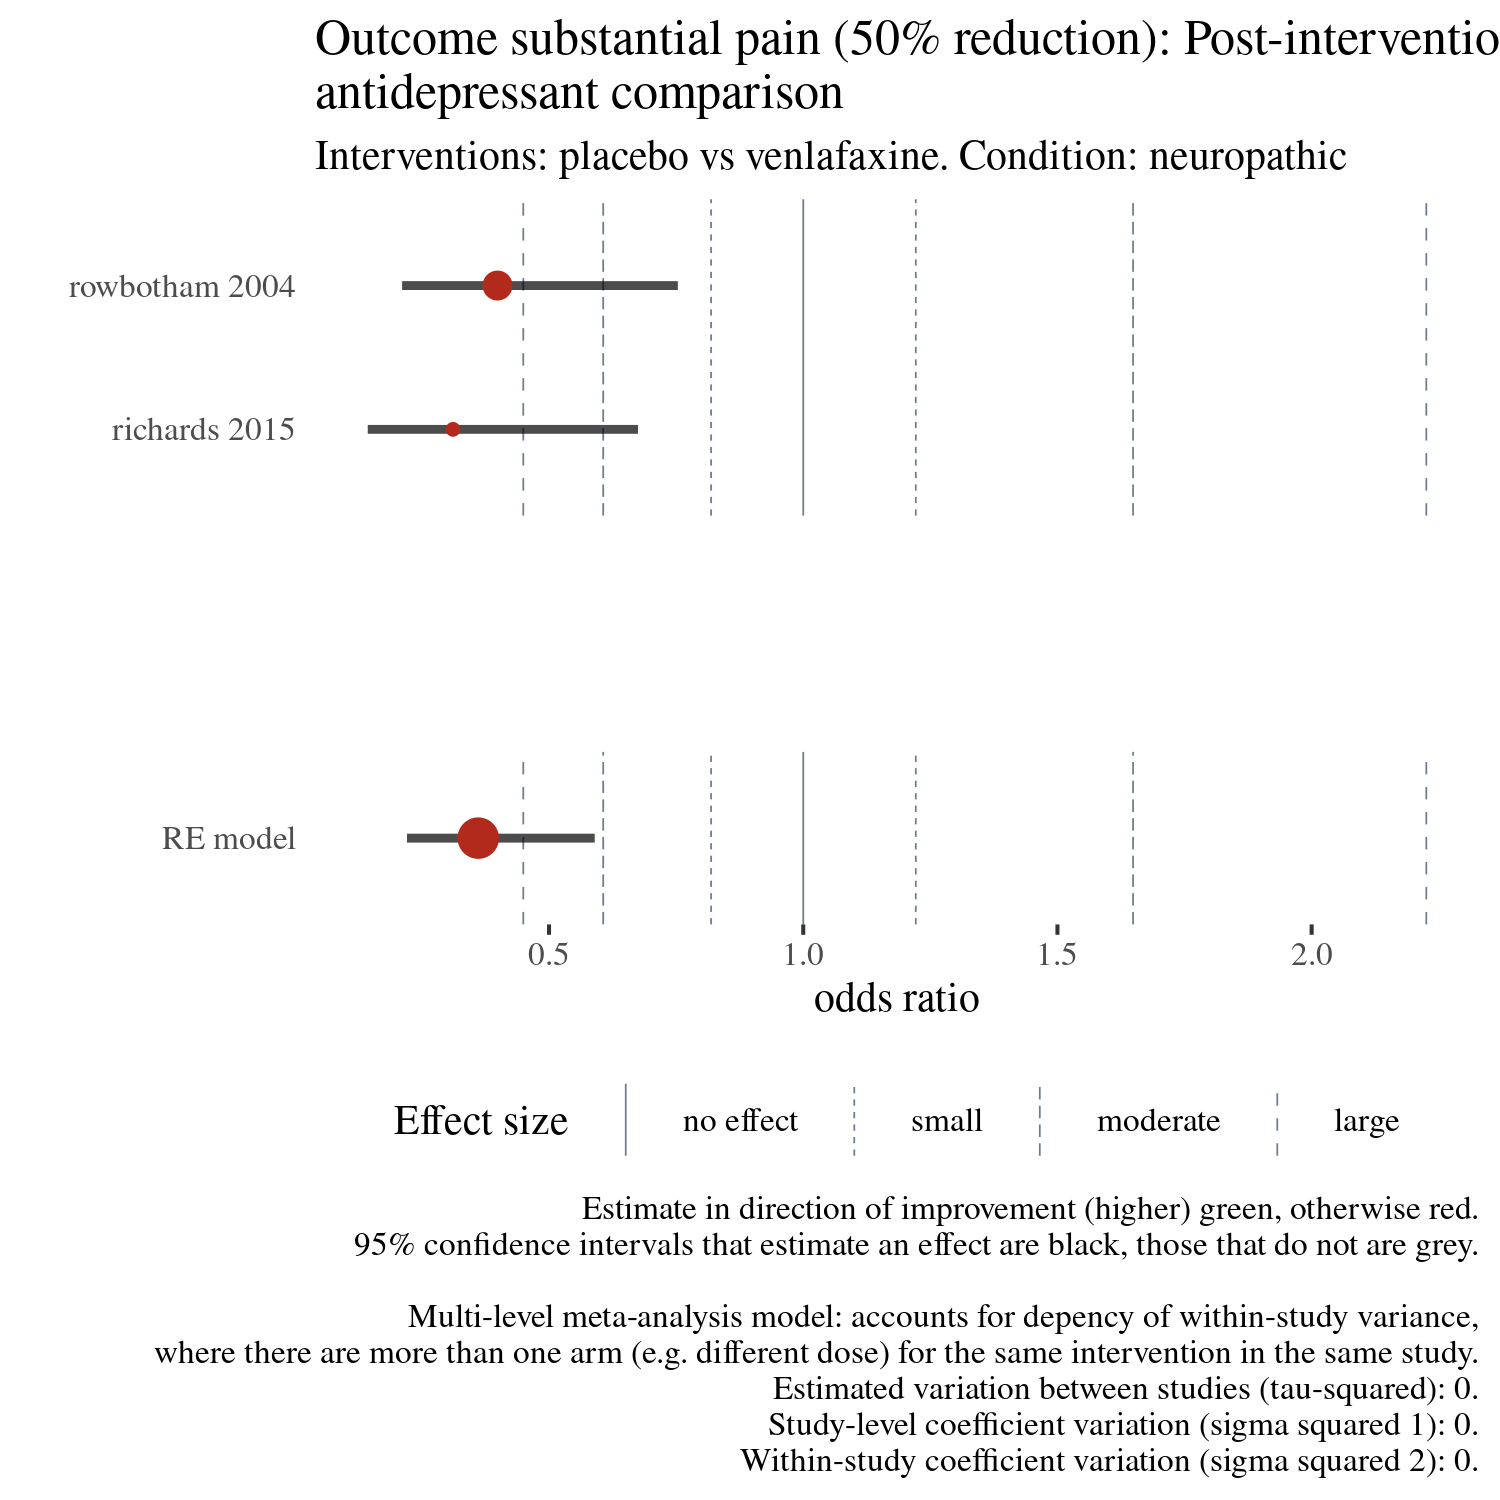 Outcome substantial pain (50% reduction): Post-interventio
antidepressant comparison
Interventions: placebo vs venlafaxine. Condition: neuropathic
rowbotham 2004
richards 2015
RE model
0.5 1.0 1.5 2.0
odds ratio
Effect size no effect small moderate large
Estimate in direction of improvement (higher) green, otherwise red.
95% confidence intervals that estimate an effect are black, those that do not are grey.
Multi-level meta-analysis model: accounts for depency of within-study variance,
where there are more than one arm (e.g. different dose) for the same intervention in the same study.
Estimated variation between studies (tau-squared): 0.
Study-level coefficient variation (sigma squared 1): 0.
Within-study coefficient variation (sigma squared 2): 0.